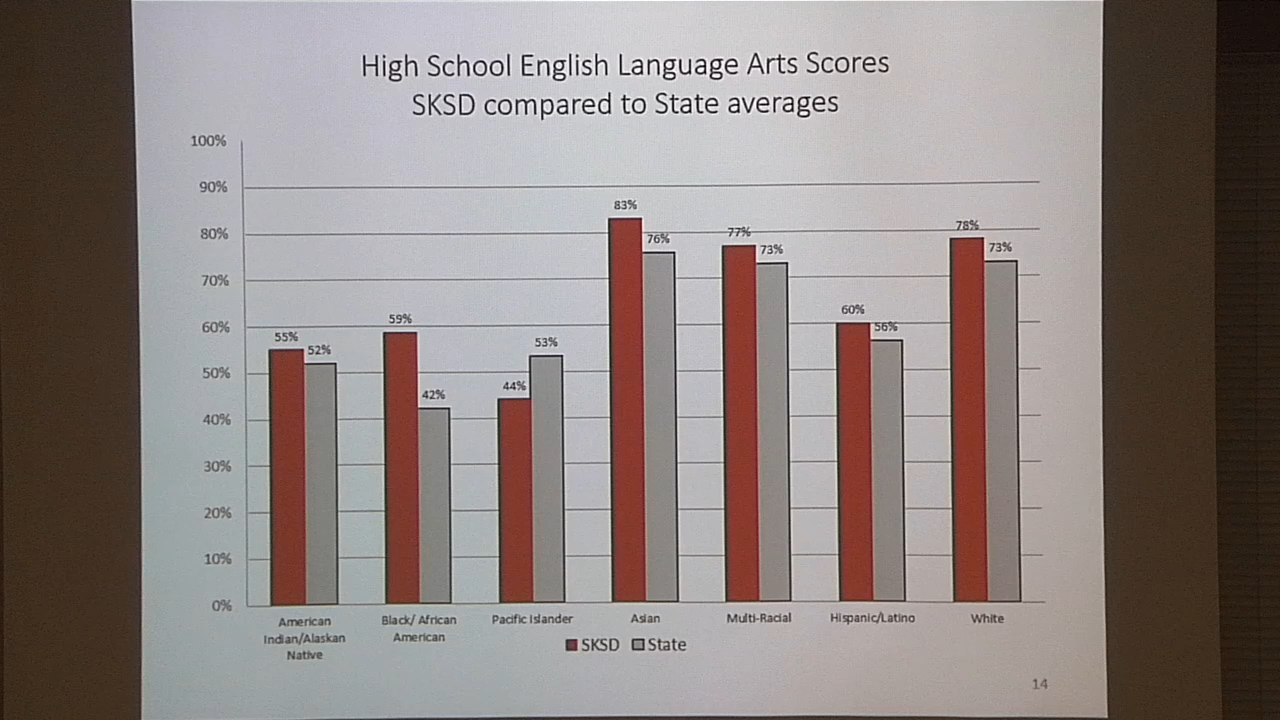 High School English Language Arts Scores
SKSD compared to State averages
100%
90%
80%
70%
60%
50%
40%
30%
20%
10%
0%
55%
52%
59%
42%
44%
53%
83%
76%
77%
73%
60%
56%
78%
73%
American
Indian/Alaskan
Native
Black/ African
American
Pacific Islander
Asian
Multi-Racial
Hispanic/Latino
White
SKSD State
14